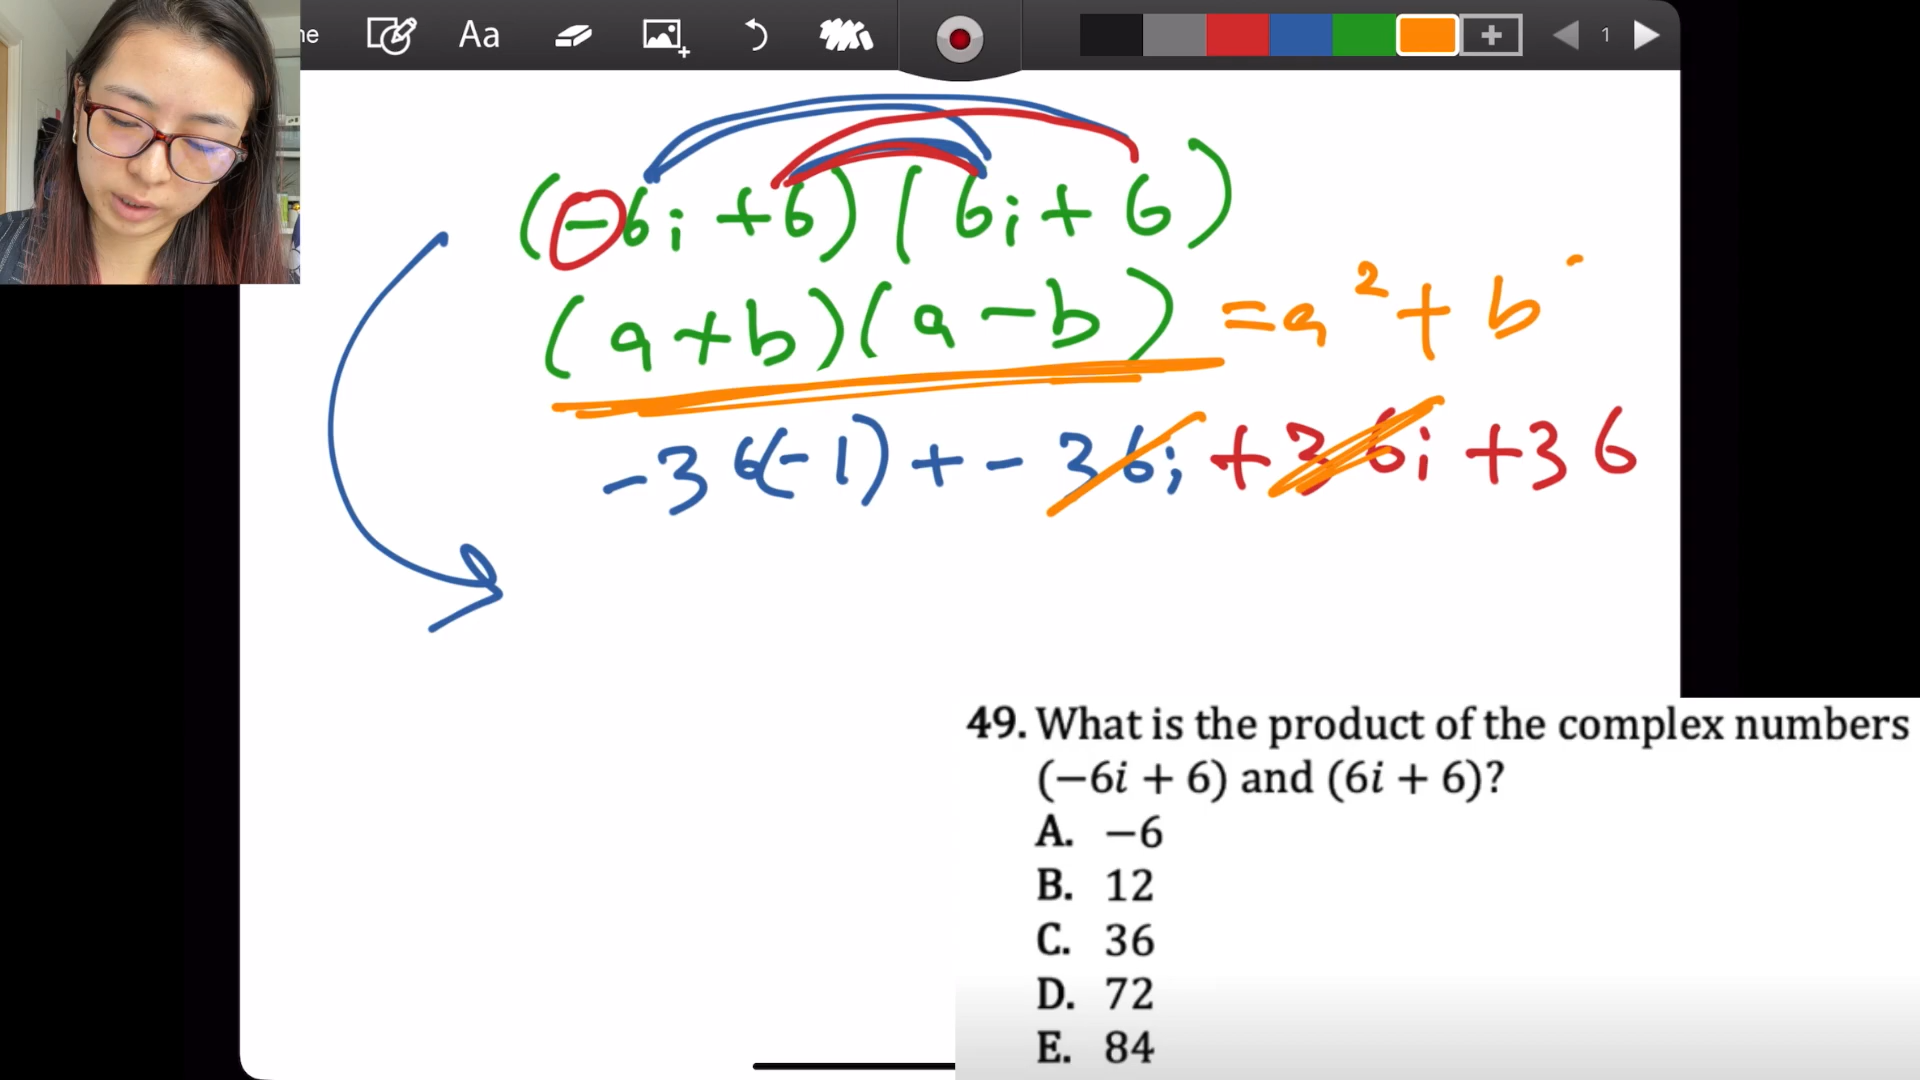 ne Aa 1
(-6i +6) (6i + 6)
(a+b)(a-b) = a² + b
-36(-1) + -36i +36i +36
49. What is the product of the complex numbers
(−6i + 6) and (6i + 6)?
A. −6
B. 12
C. 36
D. 72
E. 84